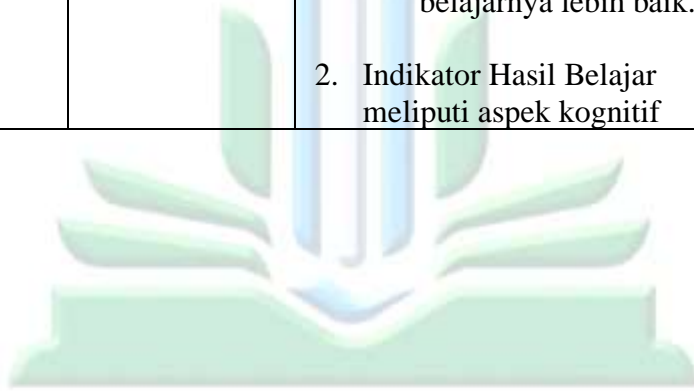 belajarnya lebih baik.
2. Indikator Hasil Belajar
meliputi aspek kognitif